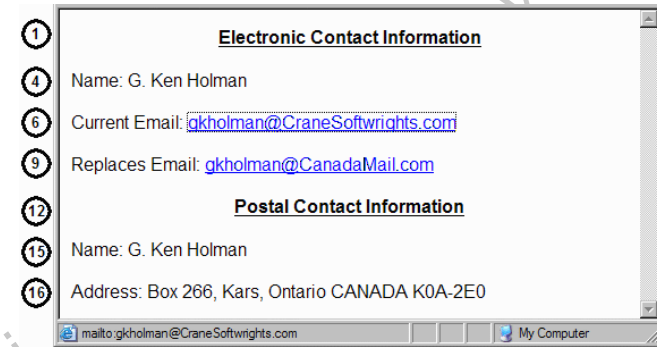 1 Electronic Contact Information
4 Name: G. Ken Holman
6 Current Email: gkholman@CraneSoftwrights.com
9 Replaces Email: gkholman@CanadaMail.com
12 Postal Contact Information
15 Name: G. Ken Holman
16 Address: Box 266, Kars, Ontario CANADA K0A-2E0
mailto:gkholman@CraneSoftwrights.com My Computer